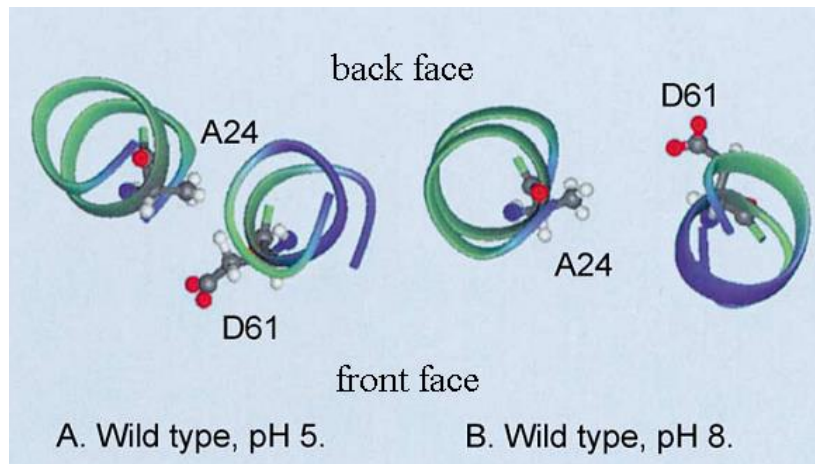 back face
D61
A24
A24
D61
front face
A. Wild type, pH 5.
B. Wild type, pH 8.